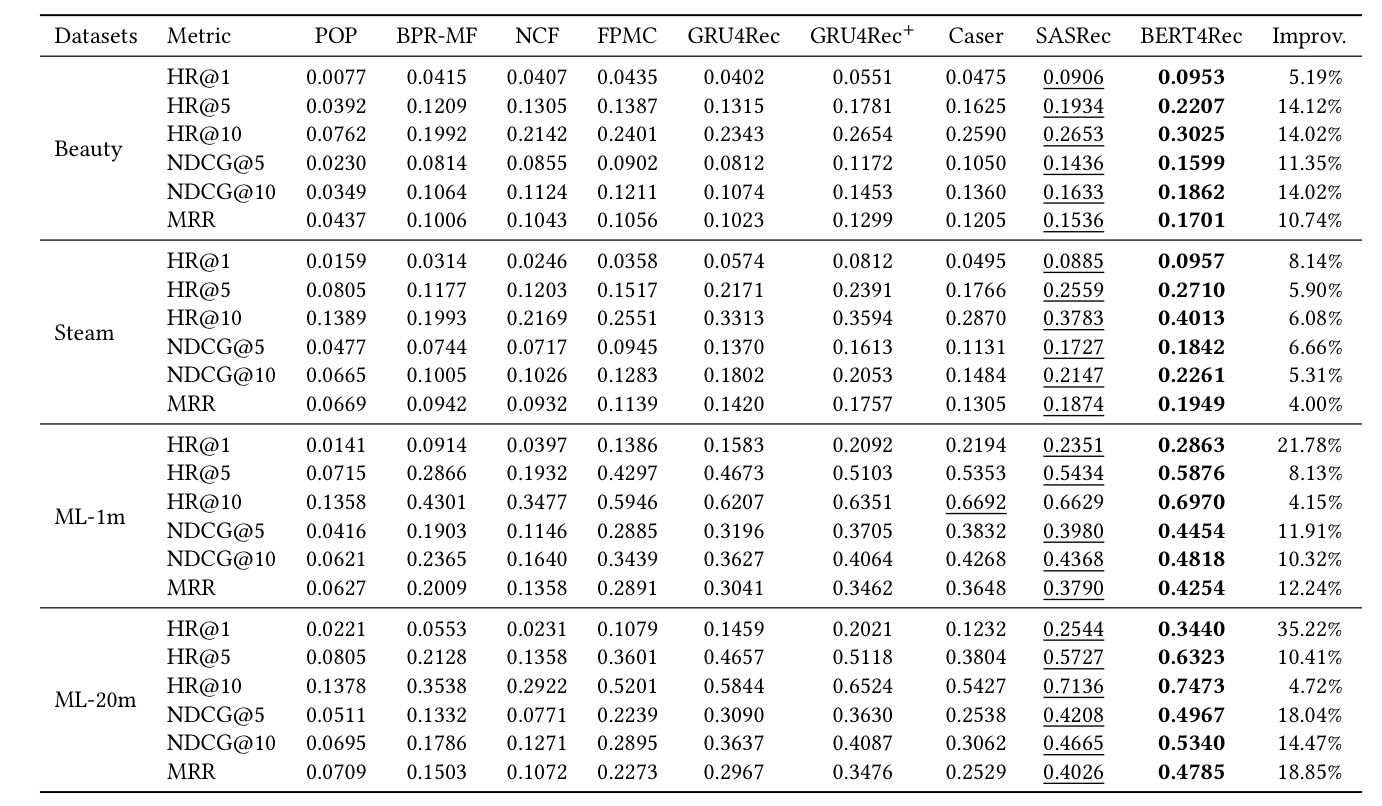 Datasets Metric POP BPR-MF NCF FPMC GRU4Rec GRU4Rec+ Caser SASRec BERT4Rec Improv.
Beauty
HR@1 0.0077 0.0415 0.0407 0.0435 0.0402 0.0551 0.0475 0.0906 0.0953 5.19%
HR@5 0.0392 0.1209 0.1305 0.1387 0.1315 0.1781 0.1625 0.1934 0.2207 14.12%
HR@10 0.0762 0.1992 0.2142 0.2401 0.2343 0.2654 0.2590 0.2653 0.3025 14.02%
NDCG@5 0.0230 0.0814 0.0855 0.0902 0.0812 0.1172 0.1050 0.1436 0.1599 11.35%
NDCG@10 0.0349 0.1064 0.1124 0.1211 0.1074 0.1453 0.1360 0.1633 0.1862 14.02%
MRR 0.0437 0.1006 0.1043 0.1056 0.1023 0.1299 0.1205 0.1536 0.1701 10.74%
Steam
HR@1 0.0159 0.0314 0.0246 0.0358 0.0574 0.0812 0.0495 0.0885 0.0957 8.14%
HR@5 0.0805 0.1177 0.1203 0.1517 0.2171 0.2391 0.1766 0.2559 0.2710 5.90%
HR@10 0.1389 0.1993 0.2169 0.2551 0.3313 0.3594 0.2870 0.3783 0.4013 6.08%
NDCG@5 0.0477 0.0744 0.0717 0.0945 0.1370 0.1613 0.1131 0.1727 0.1842 6.66%
NDCG@10 0.0665 0.1005 0.1026 0.1283 0.1802 0.2053 0.1484 0.2147 0.2261 5.31%
MRR 0.0669 0.0942 0.0932 0.1139 0.1420 0.1757 0.1305 0.1874 0.1949 4.00%
ML-1m
HR@1 0.0141 0.0914 0.0397 0.1386 0.1583 0.2092 0.2194 0.2351 0.2863 21.78%
HR@5 0.0715 0.2866 0.1932 0.4297 0.4673 0.5103 0.5353 0.5434 0.5876 8.13%
HR@10 0.1358 0.4301 0.3477 0.5946 0.6207 0.6351 0.6692 0.6629 0.6970 4.15%
NDCG@5 0.0416 0.1903 0.1146 0.2885 0.3196 0.3705 0.3832 0.3980 0.4454 11.91%
NDCG@10 0.0621 0.2365 0.1640 0.3439 0.3627 0.4064 0.4268 0.4368 0.4818 10.32%
MRR 0.0627 0.2009 0.1358 0.2891 0.3041 0.3462 0.3648 0.3790 0.4254 12.24%
ML-20m
HR@1 0.0221 0.0553 0.0231 0.1079 0.1459 0.2021 0.1232 0.2544 0.3440 35.22%
HR@5 0.0805 0.2128 0.1358 0.3601 0.4657 0.5118 0.3804 0.5727 0.6323 10.41%
HR@10 0.1378 0.3538 0.2922 0.5201 0.5844 0.6524 0.5427 0.7136 0.7473 4.72%
NDCG@5 0.0511 0.1332 0.0771 0.2239 0.3090 0.3630 0.2538 0.4208 0.4967 18.04%
NDCG@10 0.0695 0.1786 0.1271 0.2895 0.3637 0.4087 0.3062 0.4665 0.5340 14.47%
MRR 0.0709 0.1503 0.1072 0.2273 0.2967 0.3476 0.2529 0.4026 0.4785 18.85%